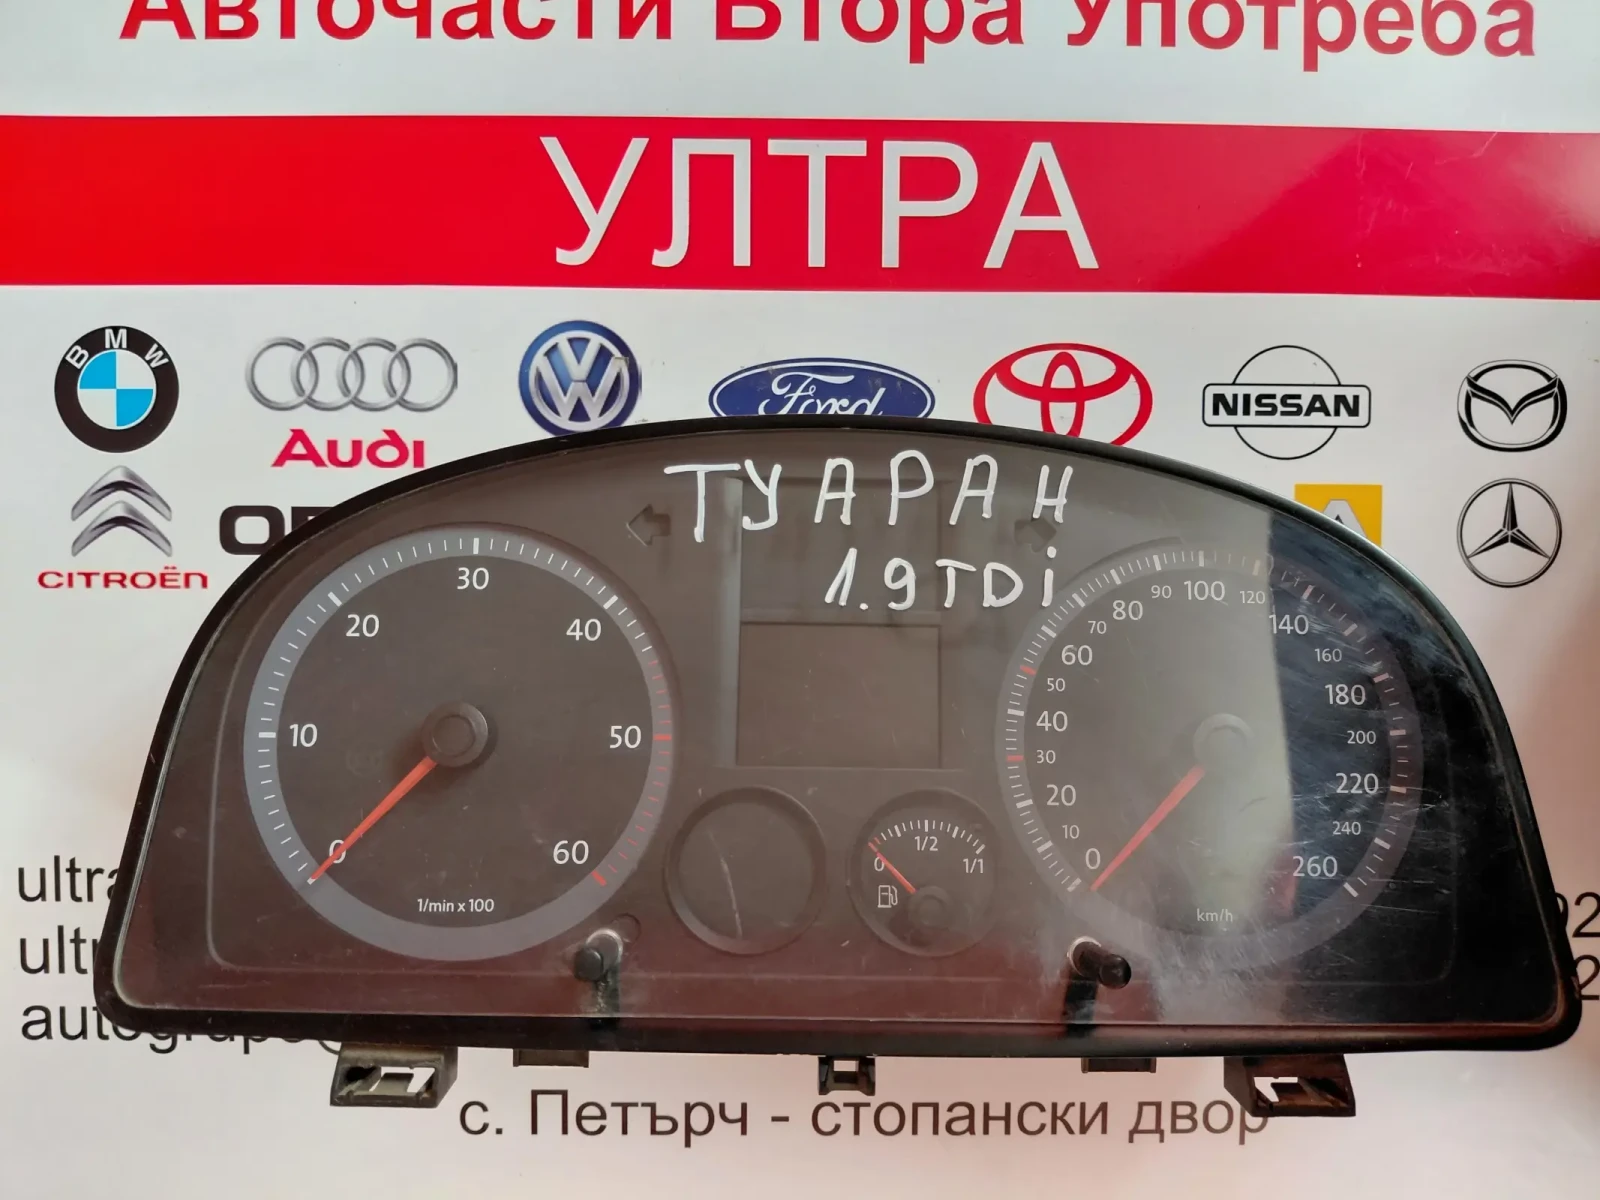 Авточасти Втора Употреба
УЛТРА
BMW
Audi
Ford
NISSAN
CITROËN
ТУАРАН
1.9TDi
0 10 20 30 40 50 60
1/min x 100
0 1/2 1/1
0 10 20 30 40 50 60 70 80 90 100 120 140 160 180 200 220 240 260
km/h
с. Петърч - стопански двор